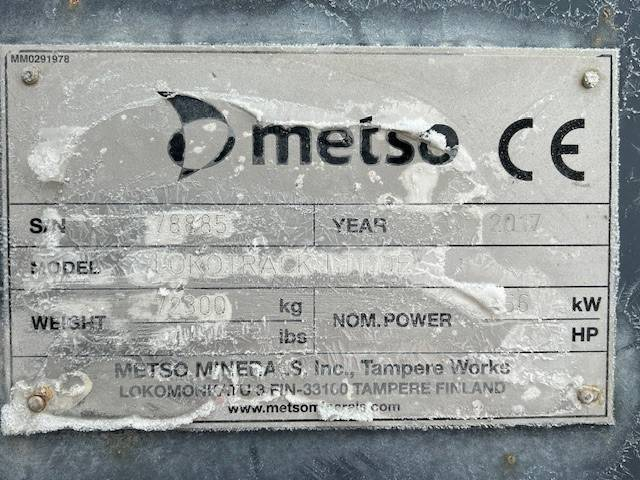 MM0291978
metso CE
S/N 78885 YEAR 2017
MODEL LOKOTRACK
WEIGHT kg NOM. POWER kW
lbs HP
METSO MINERALS, Inc., Tampere Works
LOKOMONKATU 3 FIN-33100 TAMPERE FINLAND
www.metsominerals.com